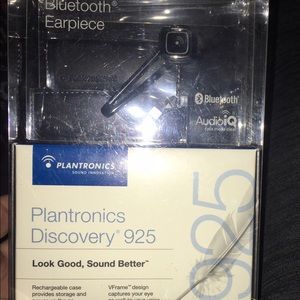 Bluetooth®
Earpiece
Bluetooth®
AudioIQ
PLANTRONICS
SOUND INNOVATION
925
Plantronics
Discovery® 925
Look Good, Sound Better™
Rechargeable case
provides storage and
VFrame™ design
captures your eye